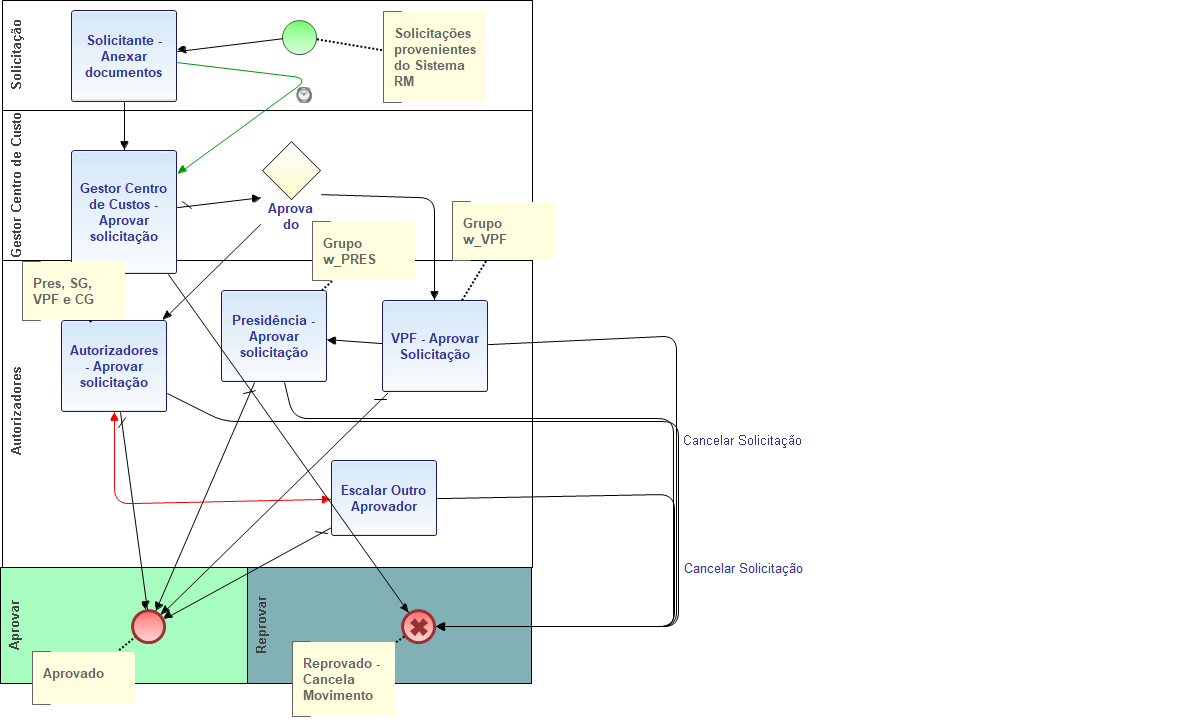 Solicitação
Solicitante -
Anexar
documentos
Solicitações
provenientes
do Sistema
RM
Gestor Centro de Custo
Gestor Centro
de Custos -
Aprovar
solicitação
Aprova
do
Grupo
w_PRES
Grupo
w_VPF
Autorizadores
Pres, SG,
VPF e CG
Autorizadores
- Aprovar
solicitação
Presidência -
Aprovar
solicitação
VPF - Aprovar
Solicitação
Cancelar Solicitação
Escalar Outro
Aprovador
Cancelar Solicitação
Aprovar
Aprovado
Reprovar
Reprovado -
Cancela
Movimento